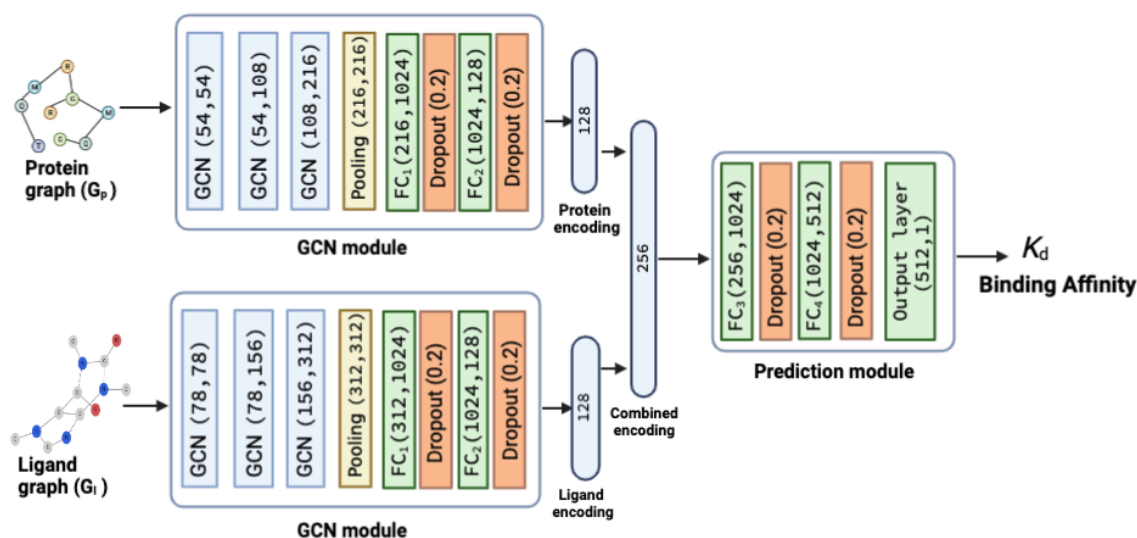 R
M
Q
G
R
M
T
G
Q
Protein
graph (Gₚ)
GCN (54,54)
GCN (54,108)
GCN (108,216)
Pooling (216,216)
FC₁(216,1024)
Dropout (0.2)
FC₂(1024,128)
Dropout (0.2)
GCN module
128
Protein
encoding
Ligand
graph (Gₗ)
GCN (78,78)
GCN (78,156)
GCN (156,312)
Pooling (312,312)
FC₁(312,1024)
Dropout (0.2)
FC₂(1024,128)
Dropout (0.2)
GCN module
128
Ligand
encoding
256
Combined
encoding
FC₃(256,1024)
Dropout (0.2)
FC₄(1024,512)
Dropout (0.2)
Output layer
(512,1)
Prediction module
K_d
Binding Affinity